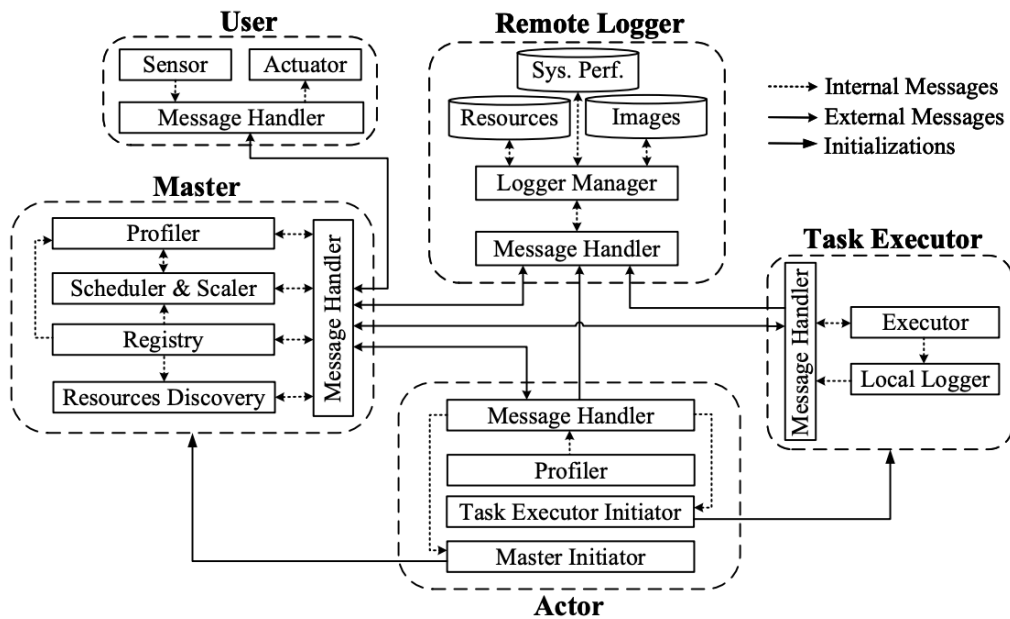 User
Sensor
Actuator
Message Handler
Remote Logger
Sys. Perf.
Resources
Images
Logger Manager
Message Handler
Internal Messages
External Messages
Initializations
Master
Profiler
Scheduler & Scaler
Registry
Resources Discovery
Message Handler
Task Executor
Message Handler
Executor
Local Logger
Message Handler
Profiler
Task Executor Initiator
Master Initiator
Actor